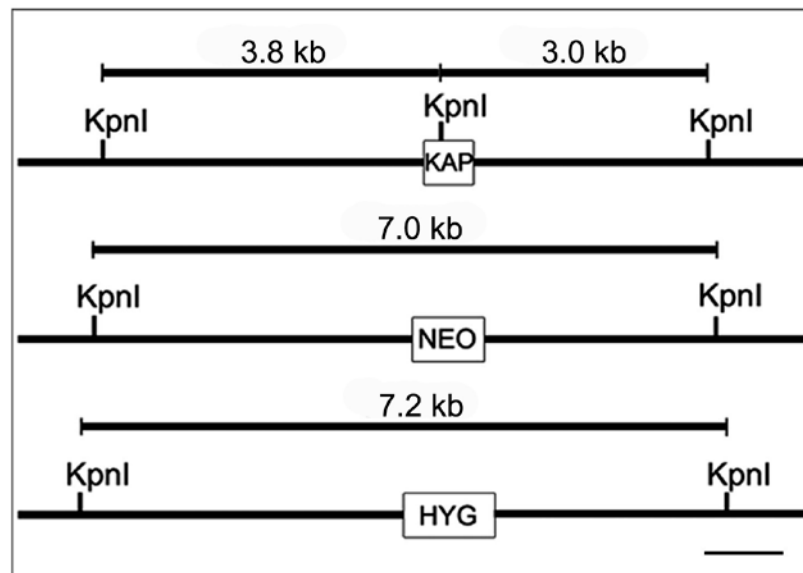 3.8 kb 3.0 kb
KpnI KpnI KpnI
KAP
7.0 kb
KpnI KpnI
NEO
7.2 kb
KpnI KpnI
HYG